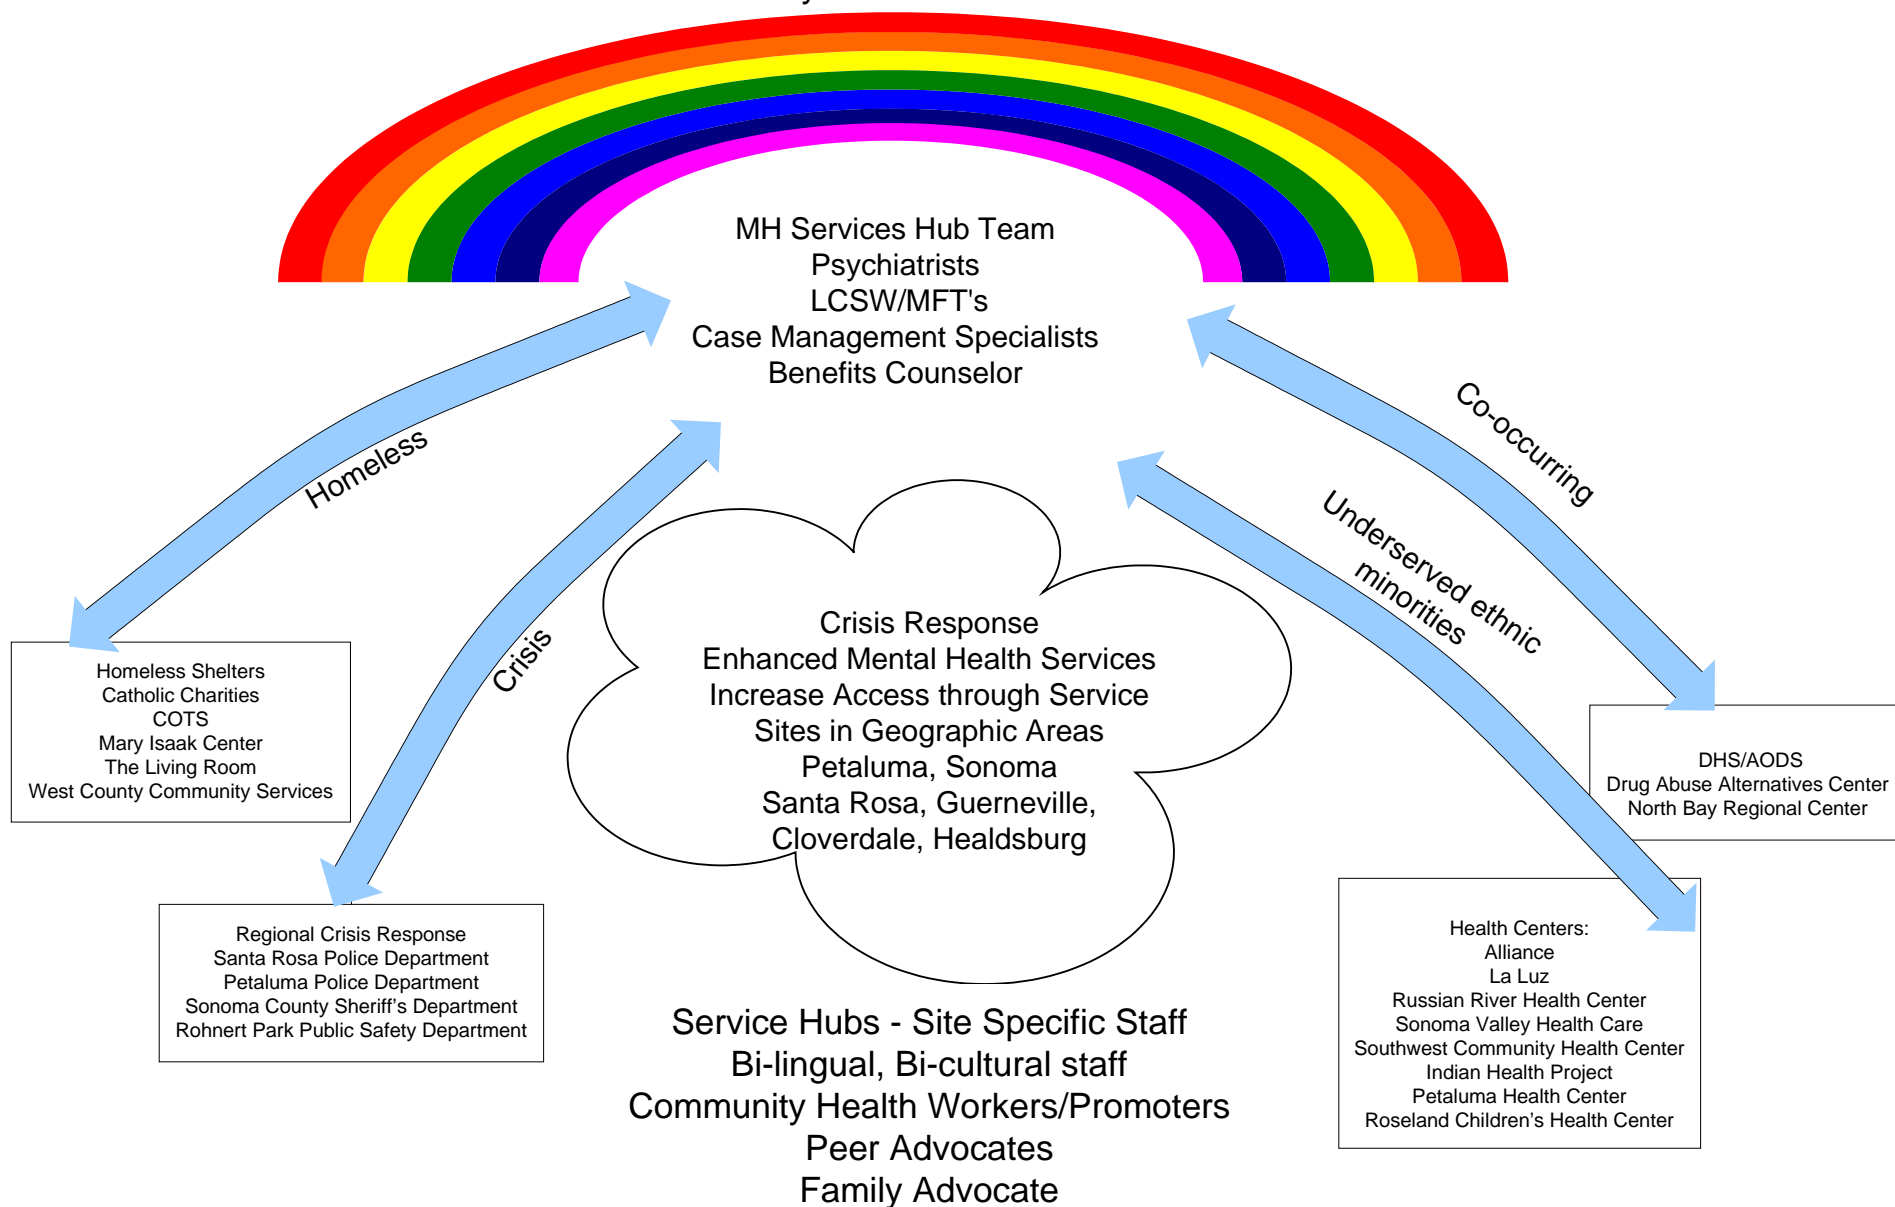 MH Services Hub Team
Psychiatrists
LCSW/MFT's
Case Management Specialists
Benefits Counselor
Homeless
Crisis
Co-occurring
Underserved ethnic
minorities
Crisis Response
Enhanced Mental Health Services
Increase Access through Service
Sites in Geographic Areas
Petaluma, Sonoma
Santa Rosa, Guerneville,
Cloverdale, Healdsburg
Homeless Shelters
Catholic Charities
COTS
Mary Isaak Center
The Living Room
West County Community Services
DHS/AODS
Drug Abuse Alternatives Center
North Bay Regional Center
Regional Crisis Response
Santa Rosa Police Department
Petaluma Police Department
Sonoma County Sheriff’s Department
Rohnert Park Public Safety Department
Health Centers:
Alliance
La Luz
Russian River Health Center
Sonoma Valley Health Care
Southwest Community Health Center
Indian Health Project
Petaluma Health Center
Roseland Children’s Health Center
Service Hubs - Site Specific Staff
Bi-lingual, Bi-cultural staff
Community Health Workers/Promoters
Peer Advocates
Family Advocate